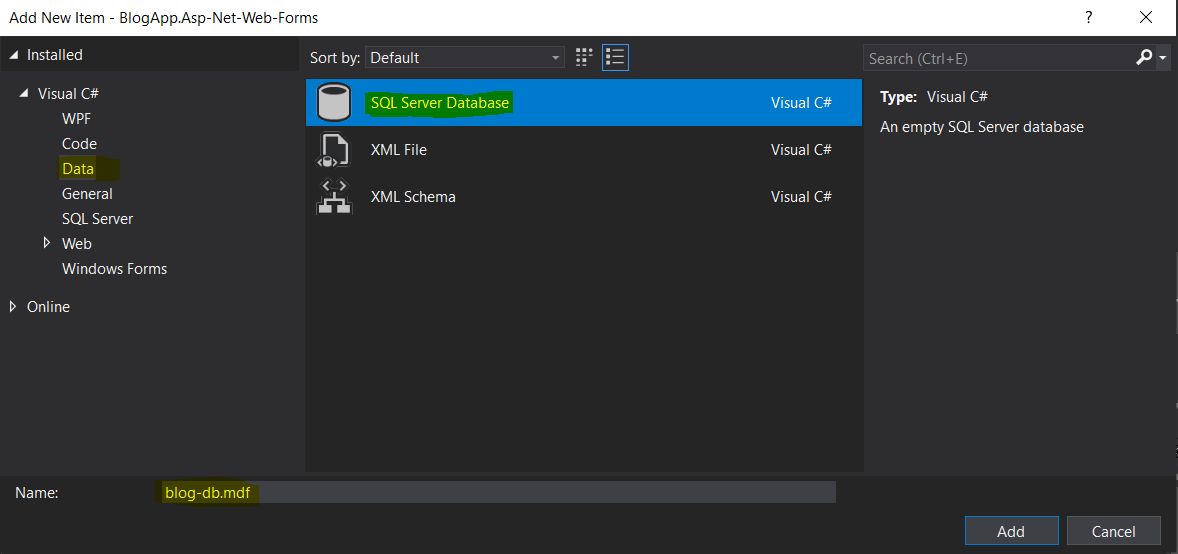 Add New Item - BlogApp.Asp-Net-Web-Forms ?
Installed
Visual C#
WPF
Code
Data
General
SQL Server
Web
Windows Forms
Online
Sort by: Default
SQL Server Database Visual C#
XML File Visual C#
XML Schema Visual C#
Search (Ctrl+E)
Type: Visual C#
An empty SQL Server database
Name: blog-db.mdf
Add Cancel